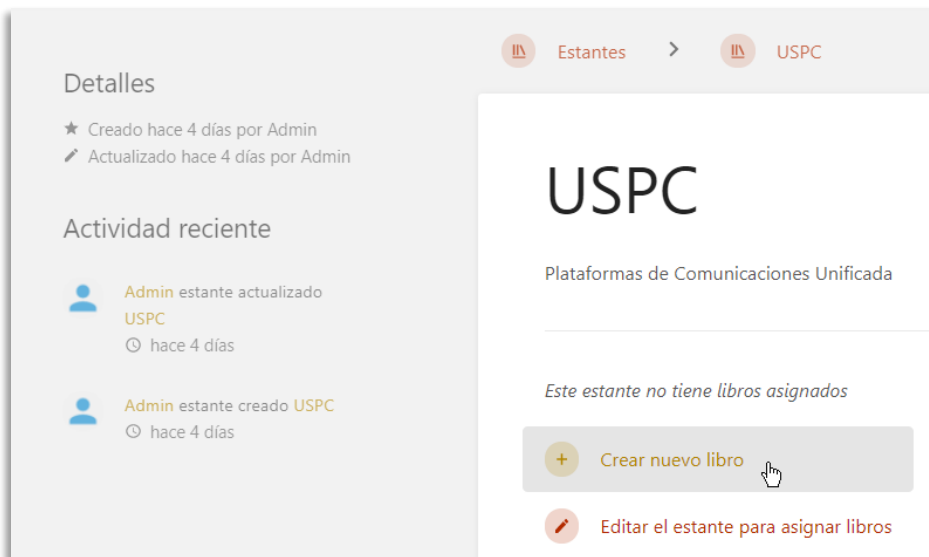 Detalles
Creado hace 4 días por Admin
Actualizado hace 4 días por Admin
Actividad reciente
Admin estante actualizado
USPC
hace 4 días
Admin estante creado USPC
hace 4 días
Estantes > USPC
USPC
Plataformas de Comunicaciones Unificada
Este estante no tiene libros asignados
+ Crear nuevo libro
Editar el estante para asignar libros